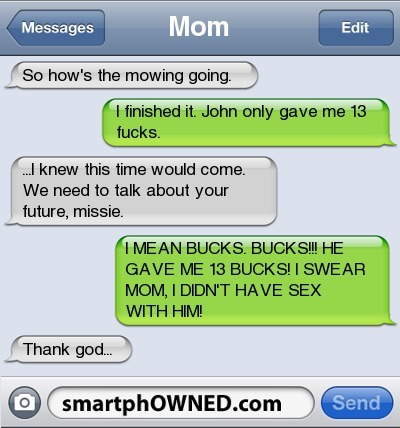 Messages
Mom
Edit
So how's the mowing going.
I finished it. John only gave me 13
fucks.
...I knew this time would come.
We need to talk about your
future, missie.
I MEAN BUCKS. BUCKS!!! HE
GAVE ME 13 BUCKS! I SWEAR
MOM, I DIDN'T HAVE SEX
WITH HIM!
Thank god...
smartphOWNED.com
Send